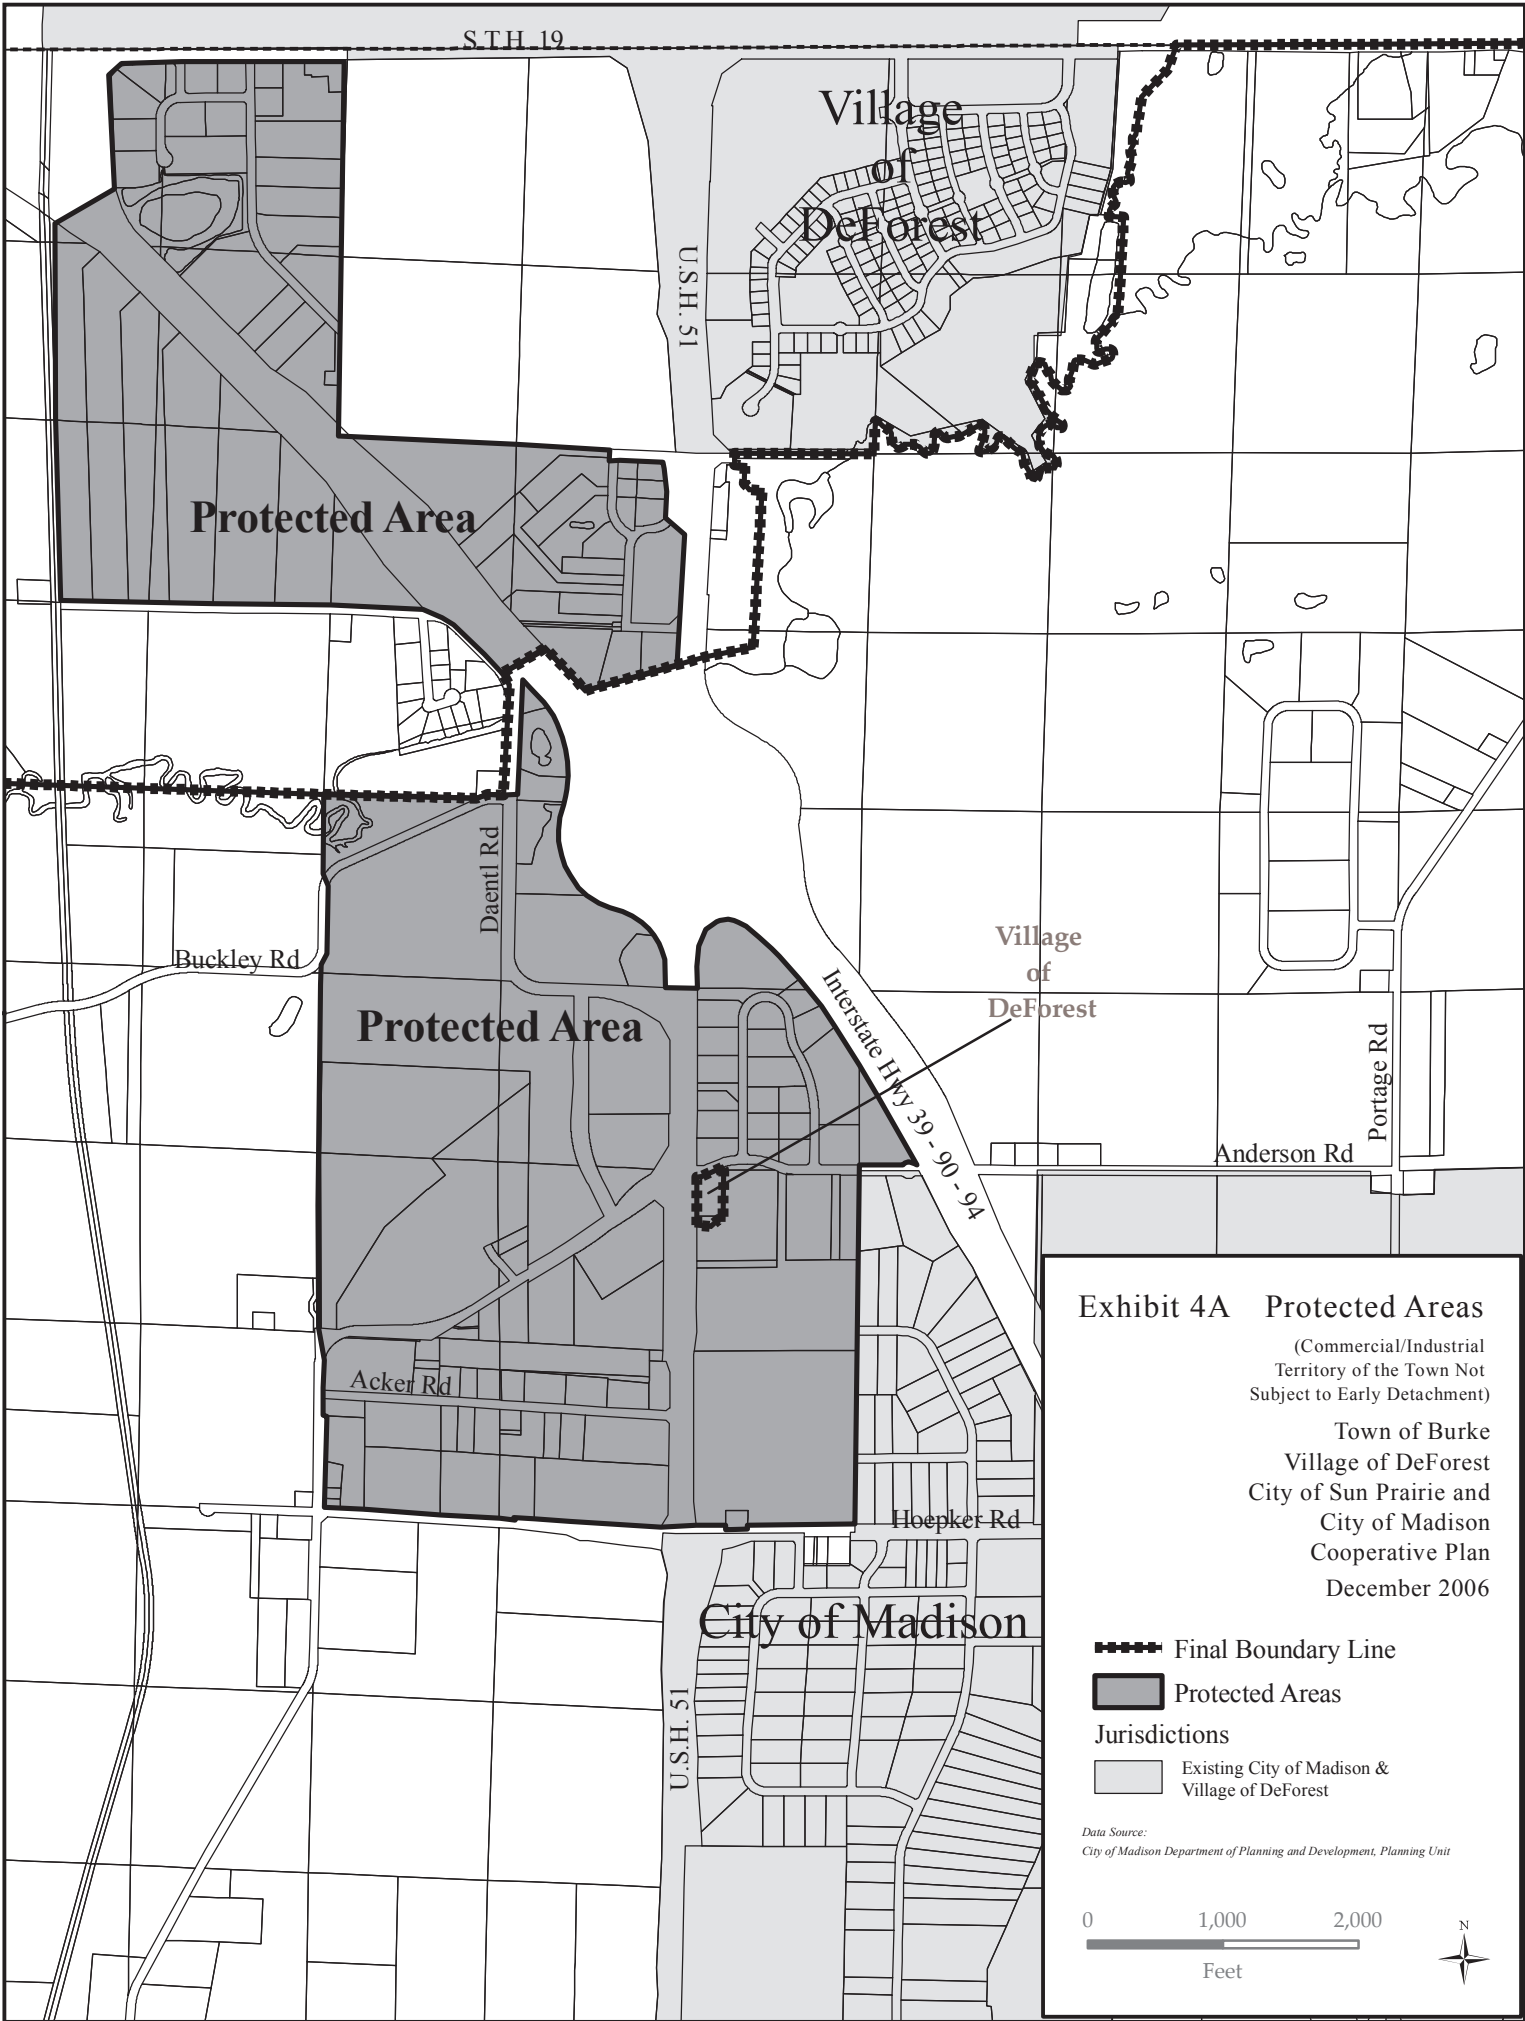 S.T.H. 19
Village
of
DeForest
U.S.H. 51
Protected Area
Daentl Rd
Buckley Rd
Village
of
DeForest
Interstate Hwy 39 - 90 - 94
Protected Area
Portage Rd
Anderson Rd
Acker Rd
Hoepker Rd
City of Madison
U.S.H. 51
Exhibit 4A Protected Areas
(Commercial/Industrial
Territory of the Town Not
Subject to Early Detachment)
Town of Burke
Village of DeForest
City of Sun Prairie and
City of Madison
Cooperative Plan
December 2006
Final Boundary Line
Protected Areas
Jurisdictions
Existing City of Madison &
Village of DeForest
Data Source:
City of Madison Department of Planning and Development, Planning Unit
0 1,000 2,000
Feet
N